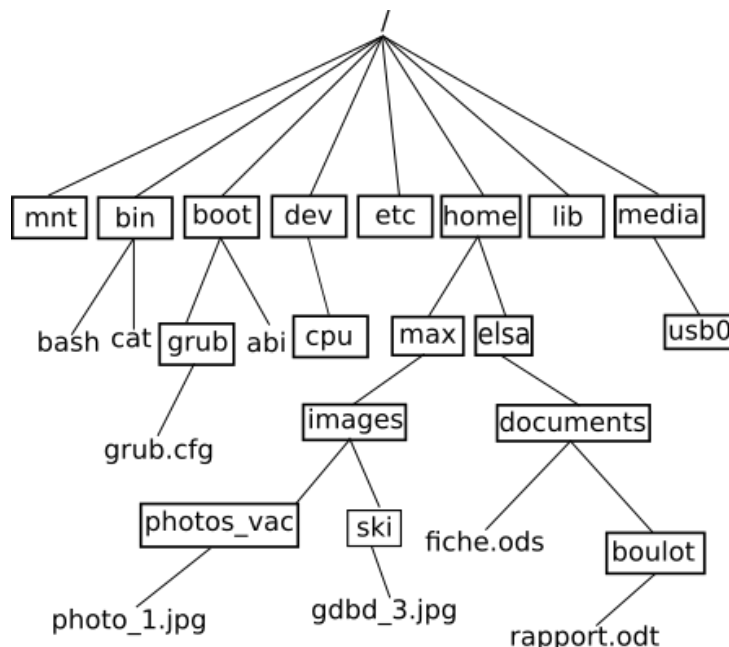 /
mnt bin boot dev etc home lib media
bash cat grub abi cpu max elsa usb0
images documents
grub.cfg
photos_vac ski fiche.ods boulot
photo_1.jpg gdbd_3.jpg rapport.odt